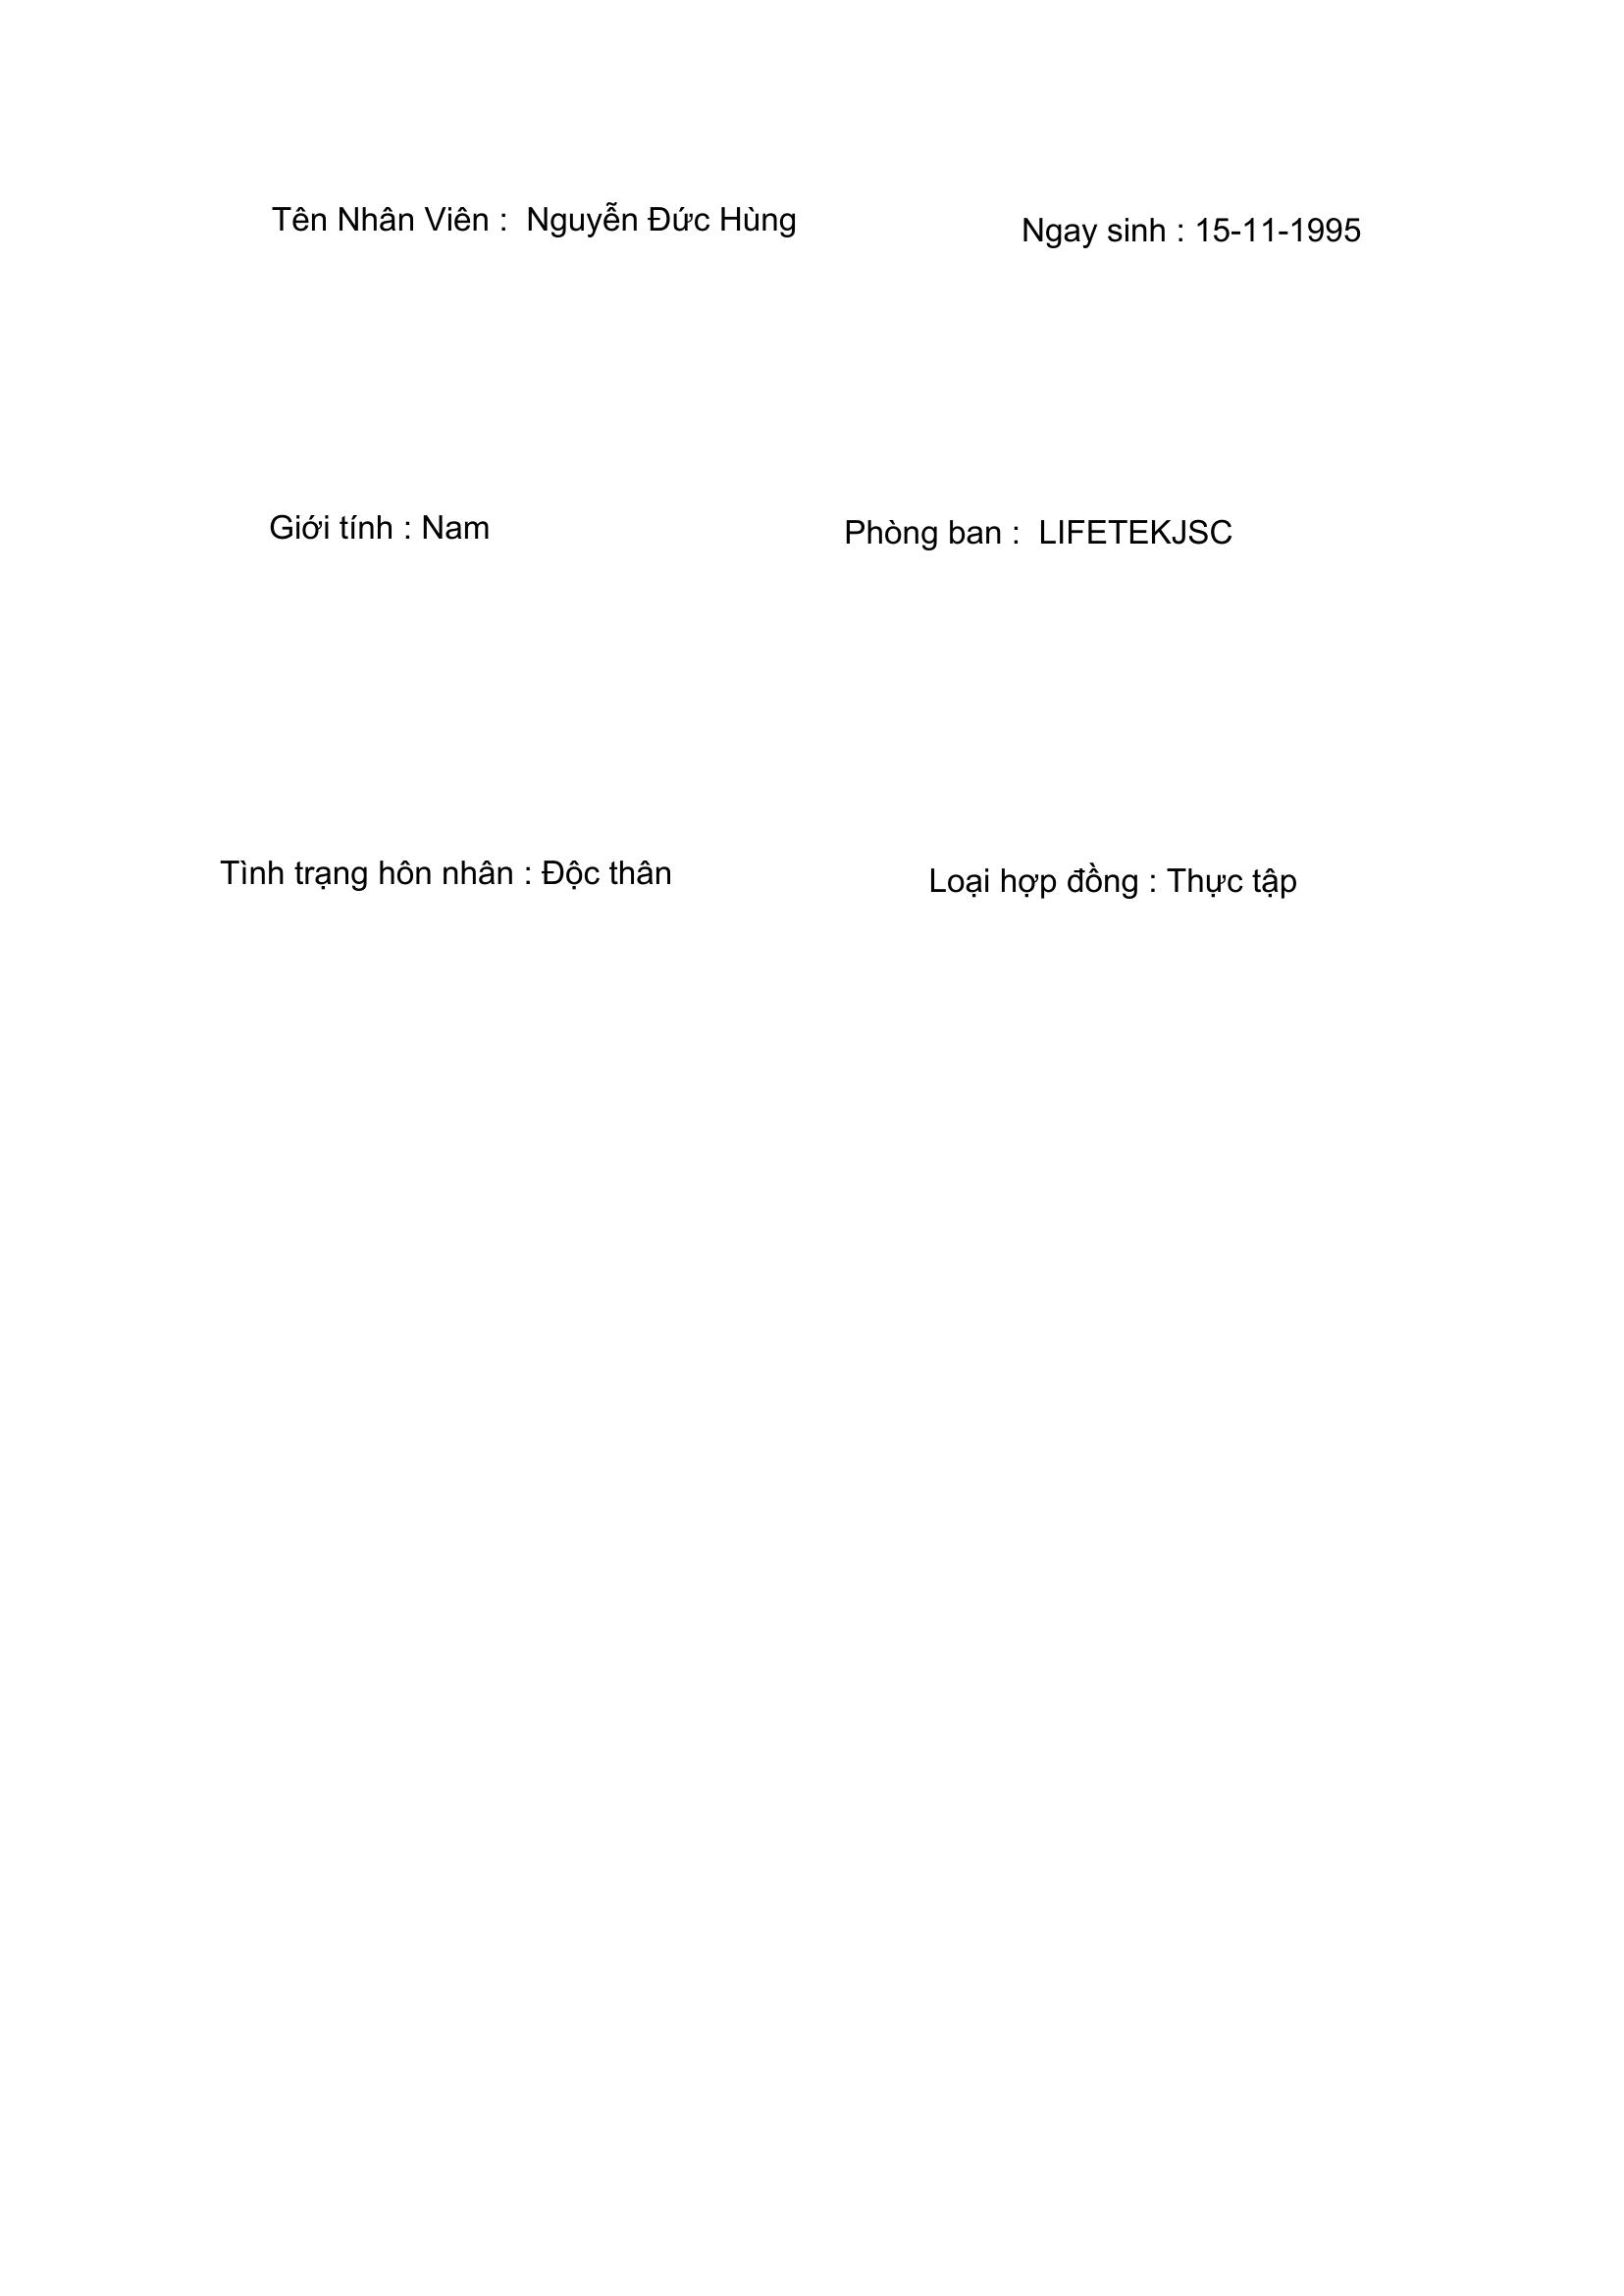 Tên Nhân Viên :  Nguyễn Đức Hùng
Ngay sinh : 15-11-1995
Giới tính : Nam
Phòng ban :  LIFETEKJSC
Tình trạng hôn nhân : Độc thân
Loại hợp đồng : Thực tập